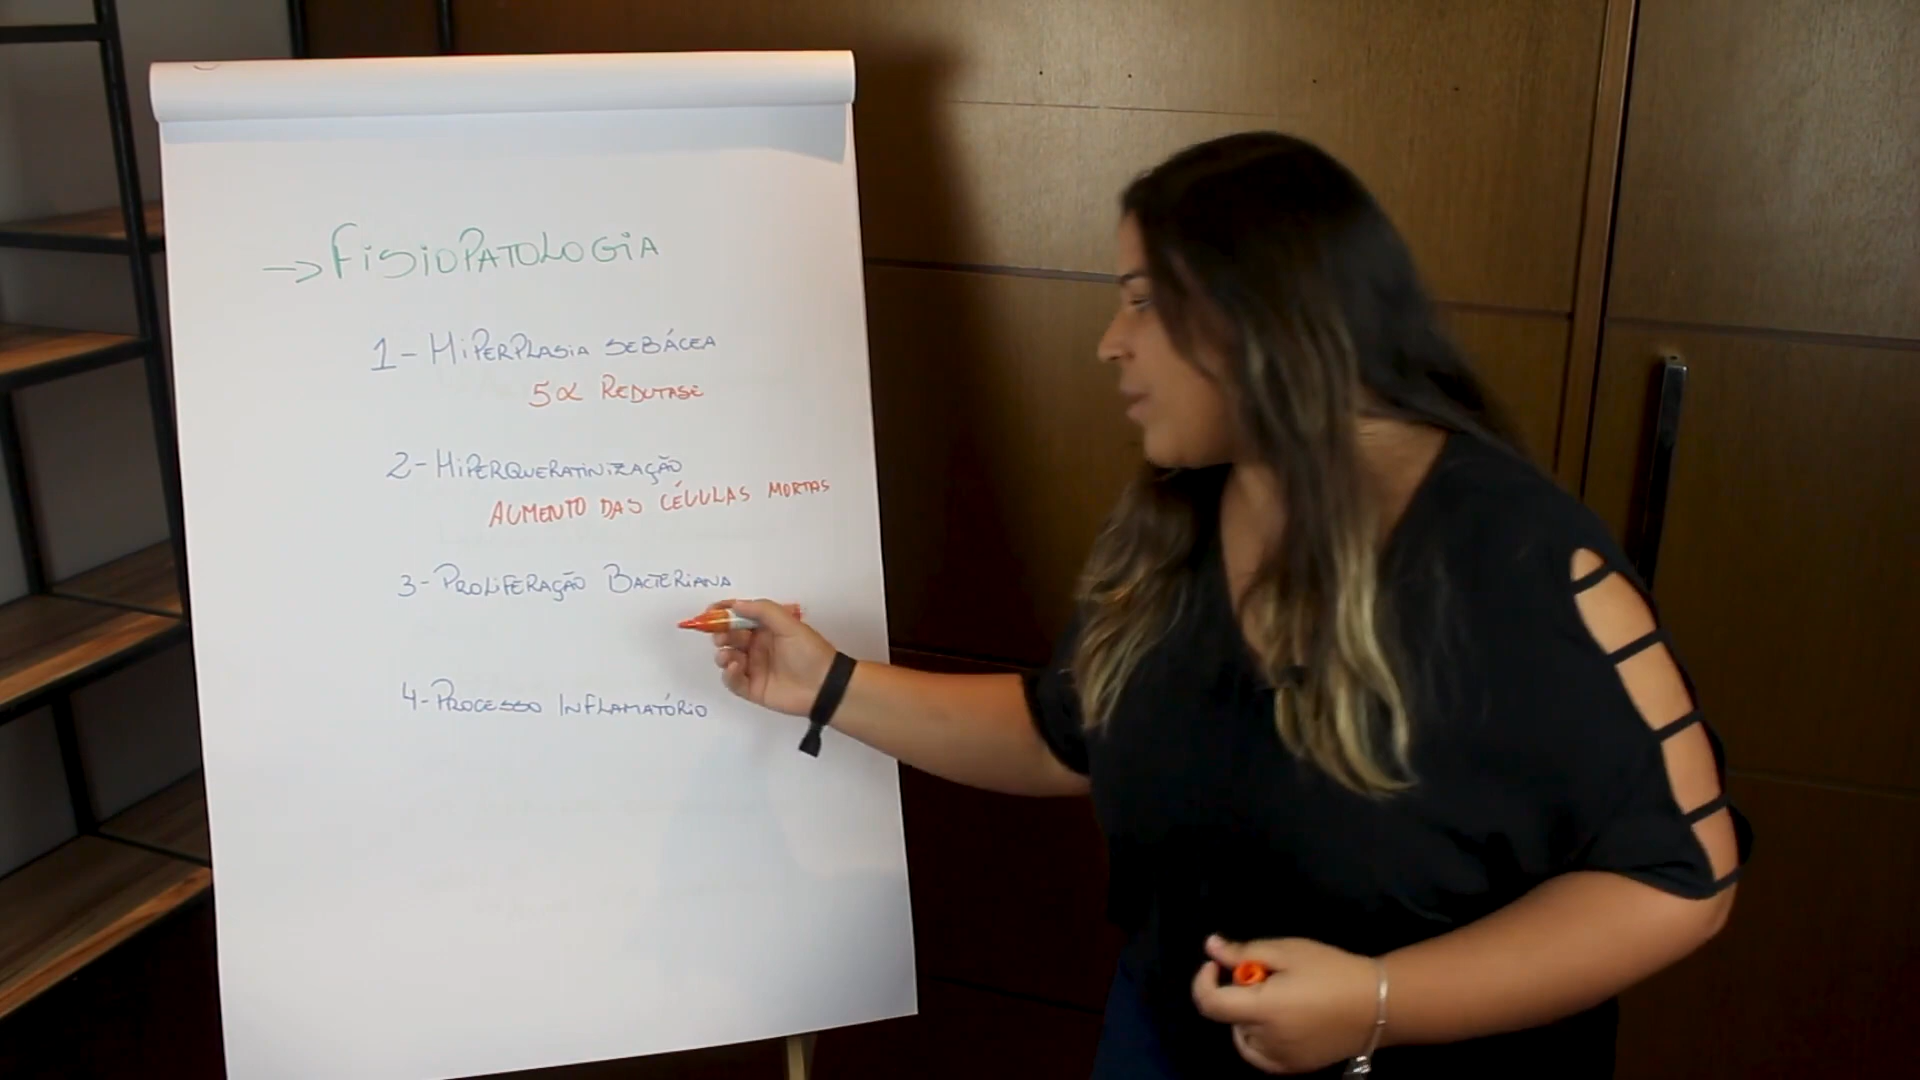 → FISIOPATOLOGIA
1 - HIPERPLASIA SEBÁCEA
5α REDUTASE
2 - HIPERQUERATINIZAÇÃO
AUMENTO DAS CÉLULAS MORTAS
3 - PROLIFERAÇÃO BACTERIANA
4 - PROCESSO INFLAMATÓRIO